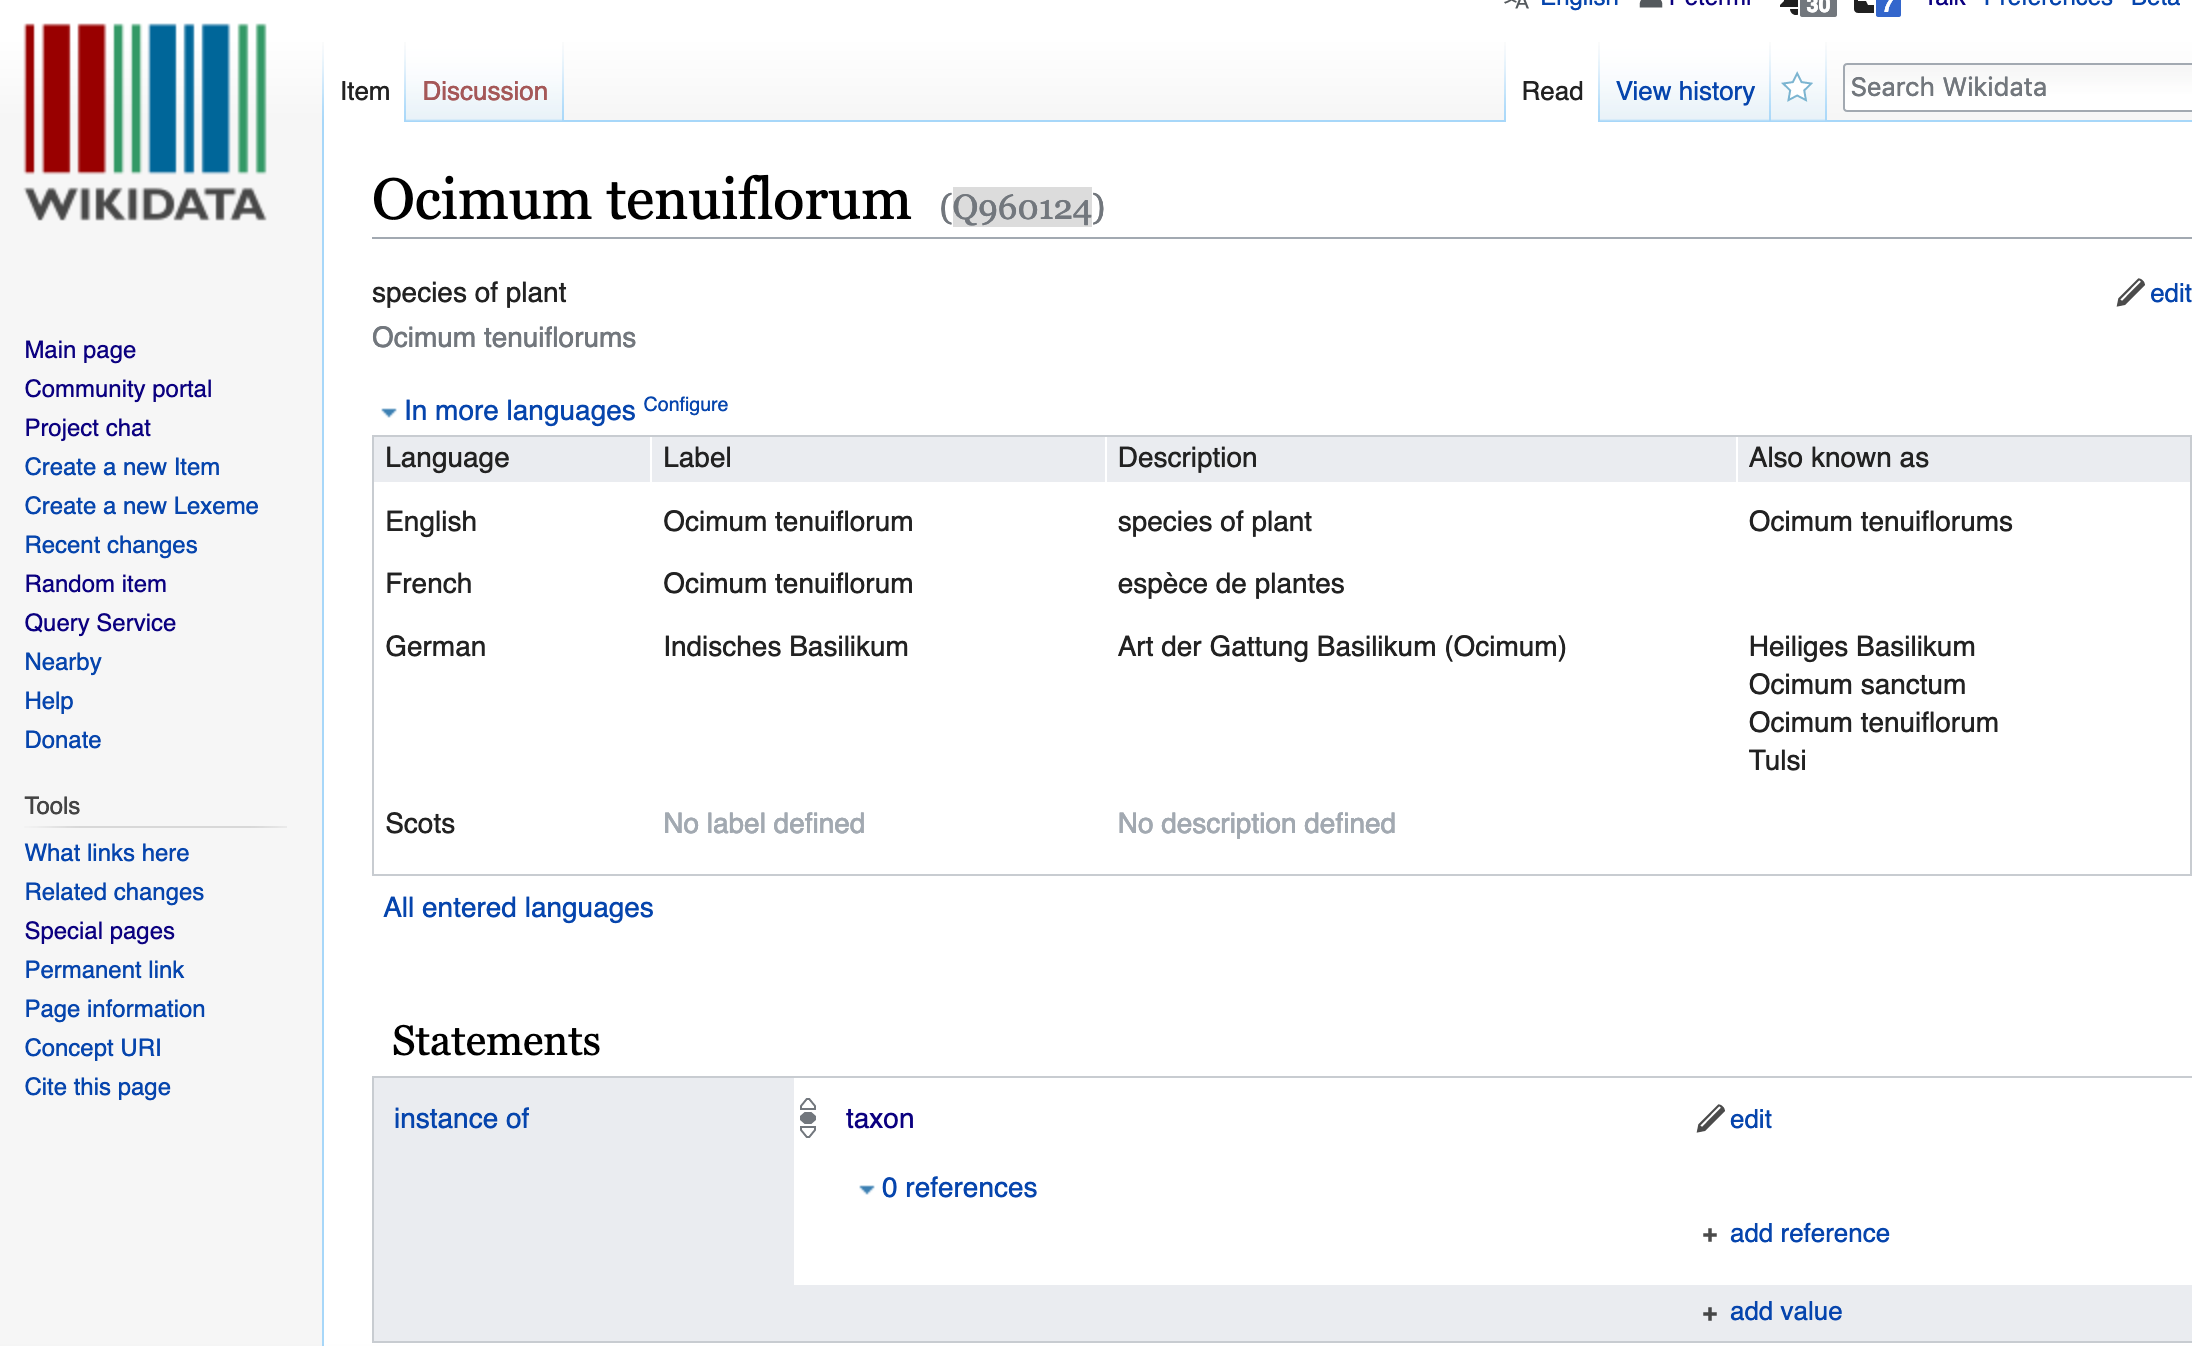 English Petermr 30 7 Talk Preferences Beta
WIKIDATA
Item Discussion Read View history Search Wikidata
Ocimum tenuiflorum (Q960124)
species of plant edit
Ocimum tenuiflorums
In more languages Configure
Language Label Description Also known as
English Ocimum tenuiflorum species of plant Ocimum tenuiflorums
French Ocimum tenuiflorum espèce de plantes
German Indisches Basilikum Art der Gattung Basilikum (Ocimum) Heiliges Basilikum
Ocimum sanctum
Ocimum tenuiflorum
Tulsi
Scots No label defined No description defined
All entered languages
Statements
instance of taxon edit
0 references
+ add reference
+ add value
Main page
Community portal
Project chat
Create a new Item
Create a new Lexeme
Recent changes
Random item
Query Service
Nearby
Help
Donate
Tools
What links here
Related changes
Special pages
Permanent link
Page information
Concept URI
Cite this page